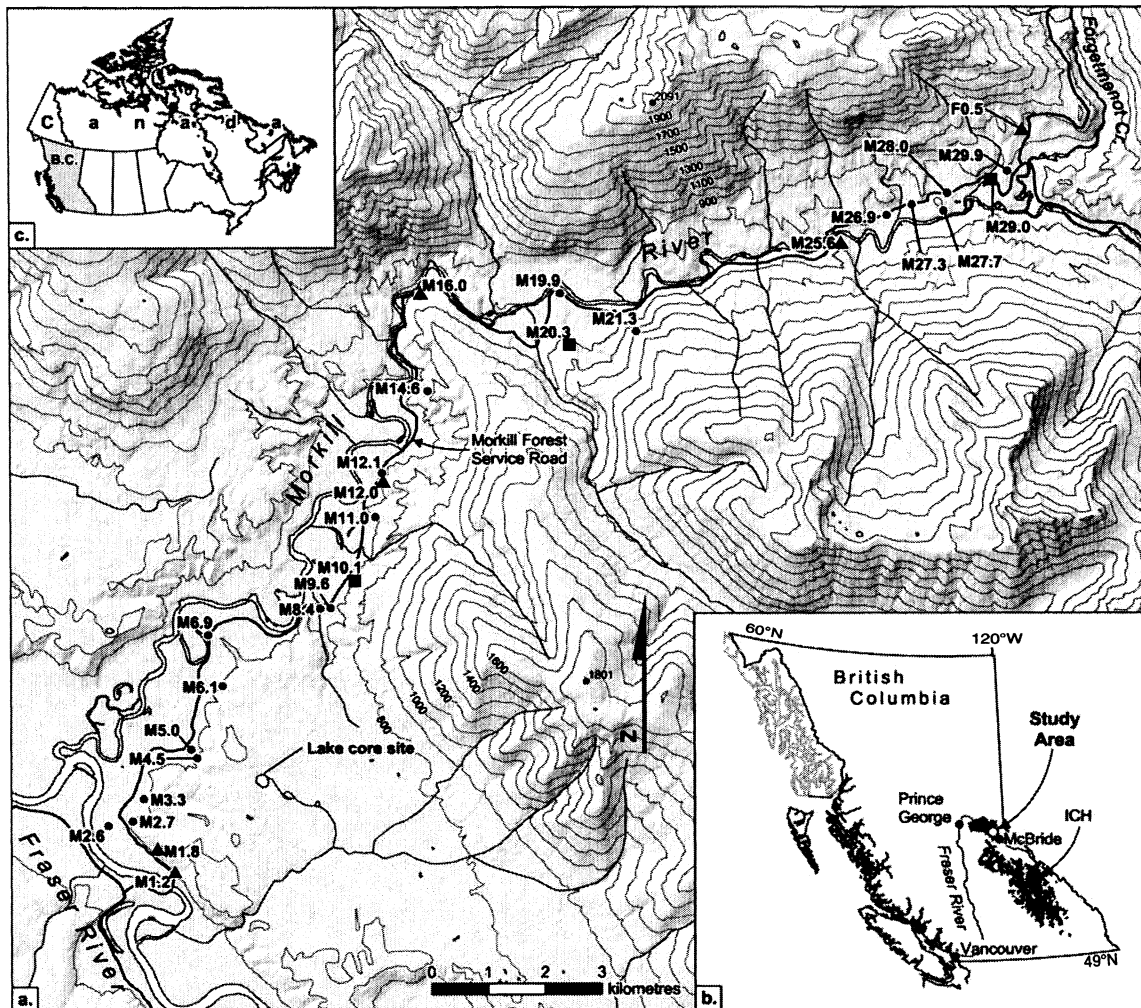 C a n a d a
B.C.
c.
2091
1900
1700
1500
1300
1100
900
Forgetmenot Cr.
F0.5
M28.0
M29.9
M26.9
M29.0
M25.6
M27.3
M27.7
River
M16.0
M19.9
M21.3
M20.3
M14.6
Morkill
Morkill Forest
Service Road
M12.1
M12.0
M11.0
M10.1
M9.6
M8.4
M6.9
M6.1
1801
1600
1400
1200
1000
800
N
M5.0
M4.5
Lake core site
M3.3
M2.7
M2.6
M1.8
M1.2
Fraser River
0 1 2 3
kilometres
a.
60°N
120°W
British
Columbia
Study
Area
Prince
George
ICH
McBride
Fraser River
Vancouver
49°N
b.